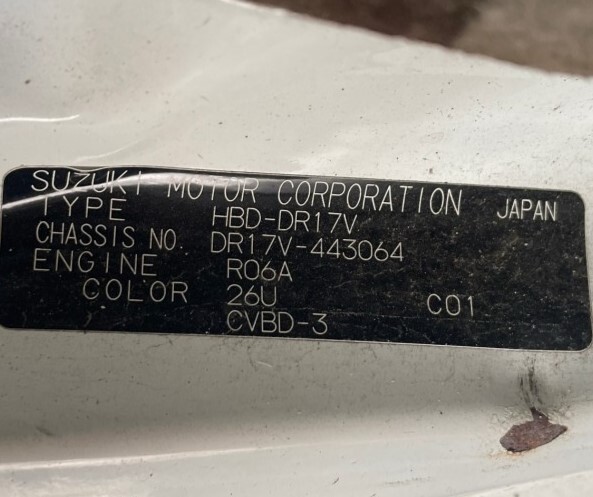 SUZUKI MOTOR CORPORATION JAPAN
TYPE HBD-DR17V
CHASSIS NO. DR17V-443064
ENGINE R06A
COLOR 26U C01
CVBD-3